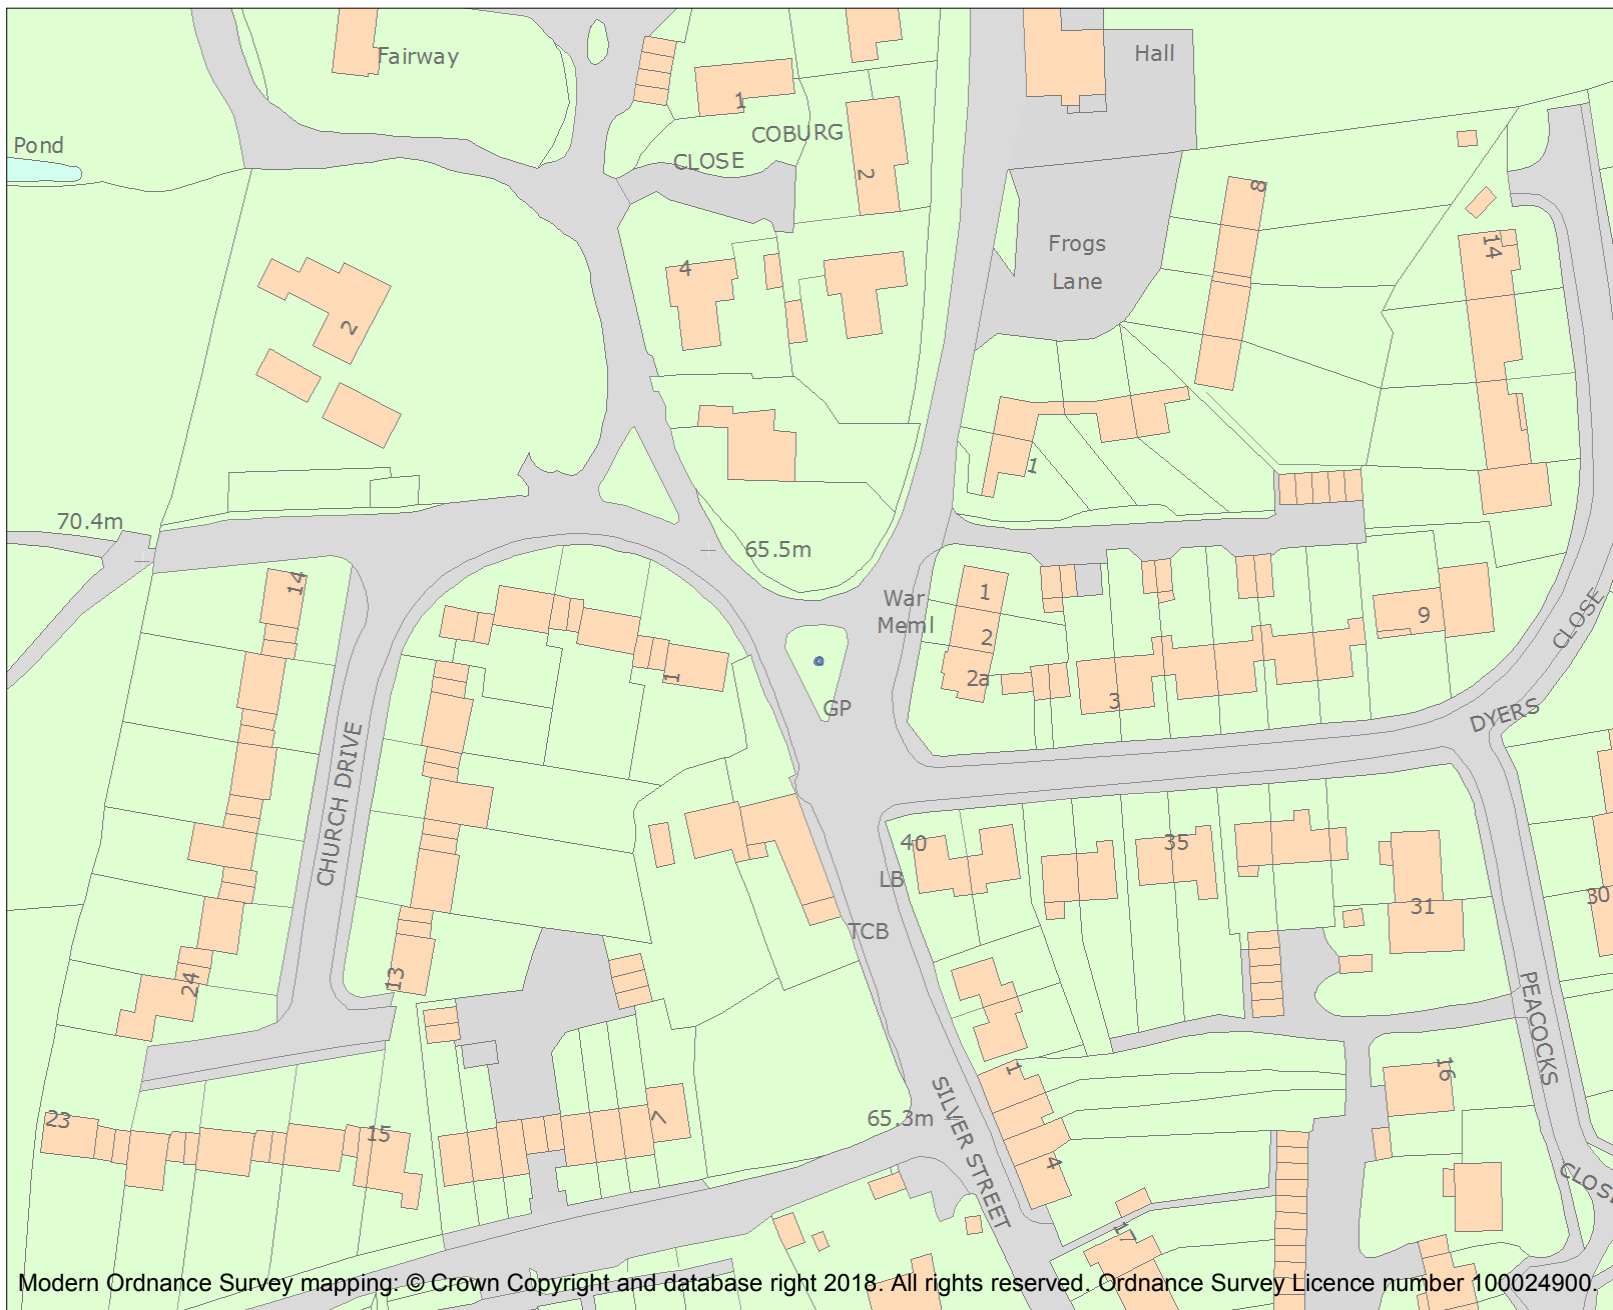 Fairway
Hall
1
COBURG
CLOSE
Pond
2
8
Frogs
Lane
14
4
2
1
70.4m
65.5m
14
War
Meml
1
2
2a
9
CLOSE
1
3
GP
DYERS
CHURCH DRIVE
40
35
LB
30
31
TCB
24
13
PEACOCKS
1
16
SILVER STREET
65.3m
7
23
15
4
CLOS
17
Modern Ordnance Survey mapping: © Crown Copyright and database right 2018. All rights reserved. Ordnance Survey Licence number 100024900.